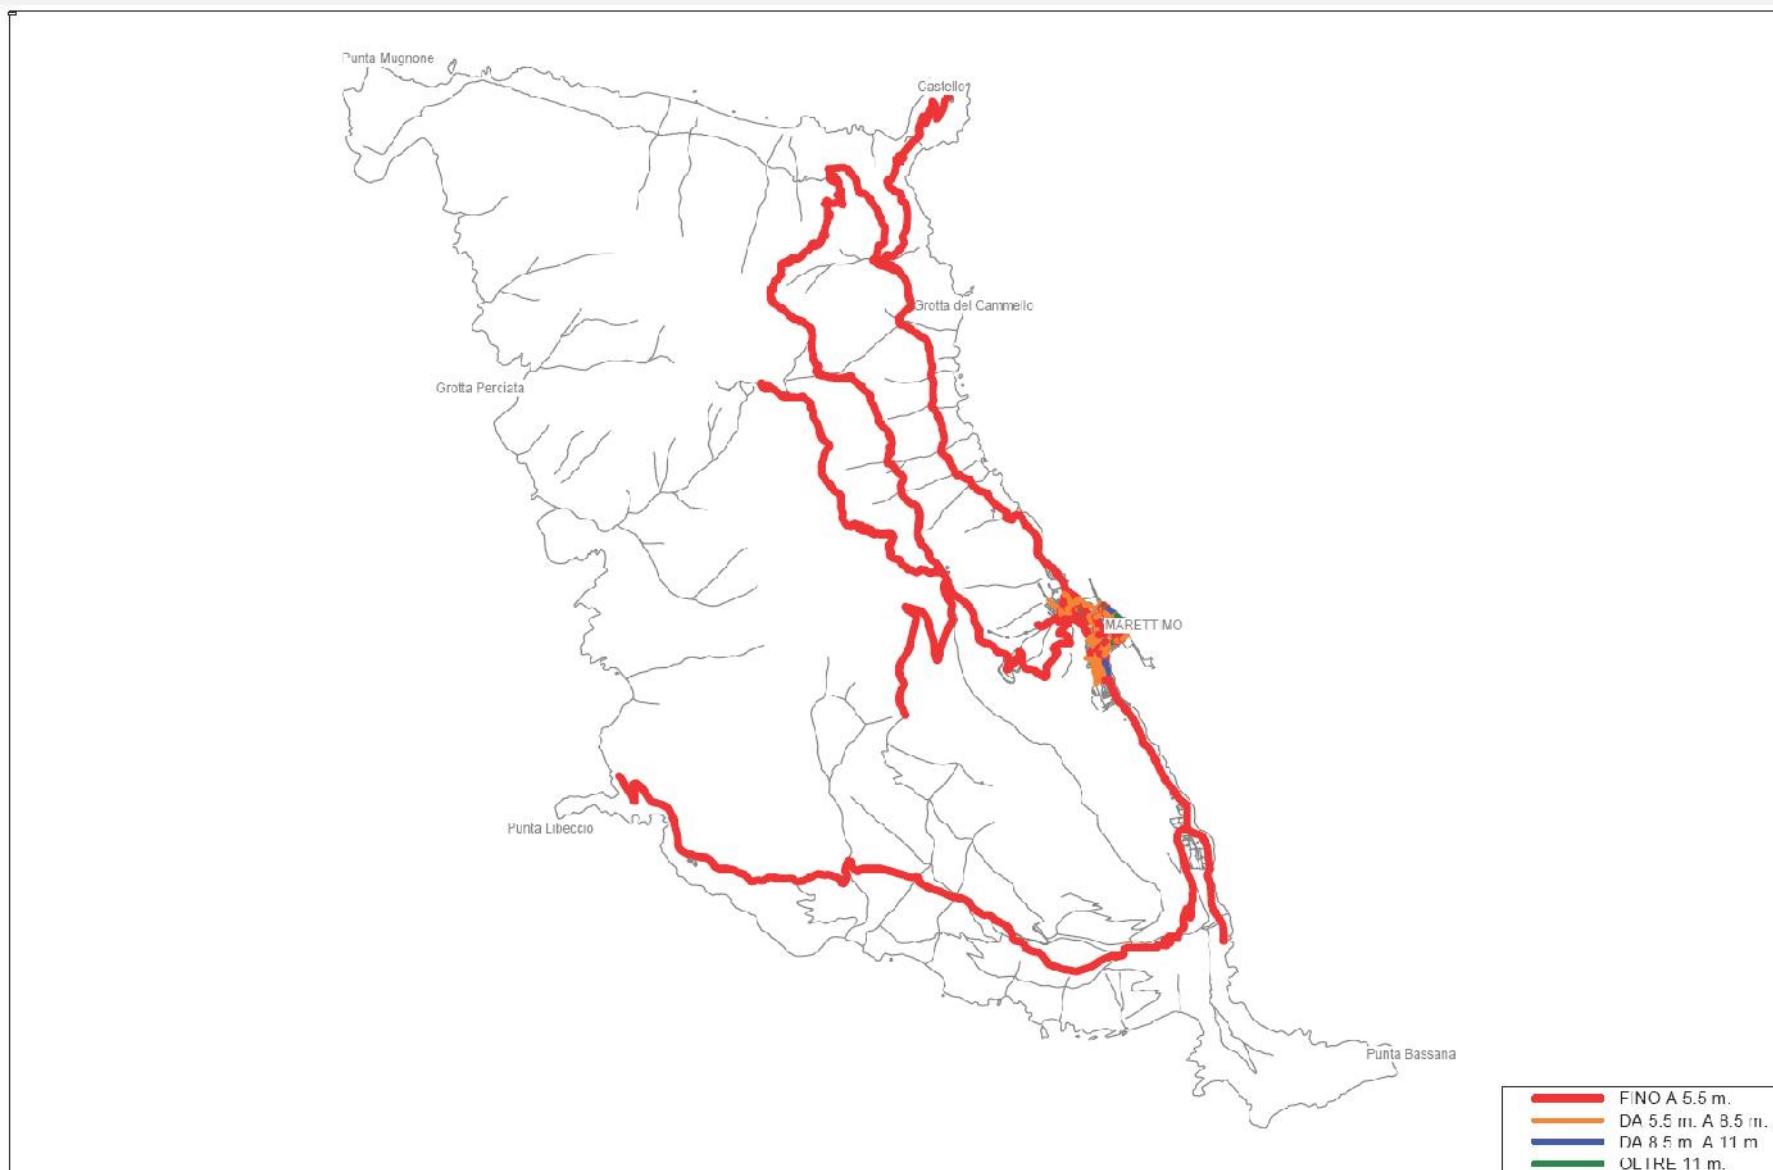 Punta Mugnone
Castello
Grotta del Cammello
Grotta Perciata
MARETTIMO
Punta Libeccio
Punta Bassana
FINO A 5.5 m.
DA 5.5 m. A 8.5 m.
DA 8.5 m. A 11 m
OLTRE 11 m.